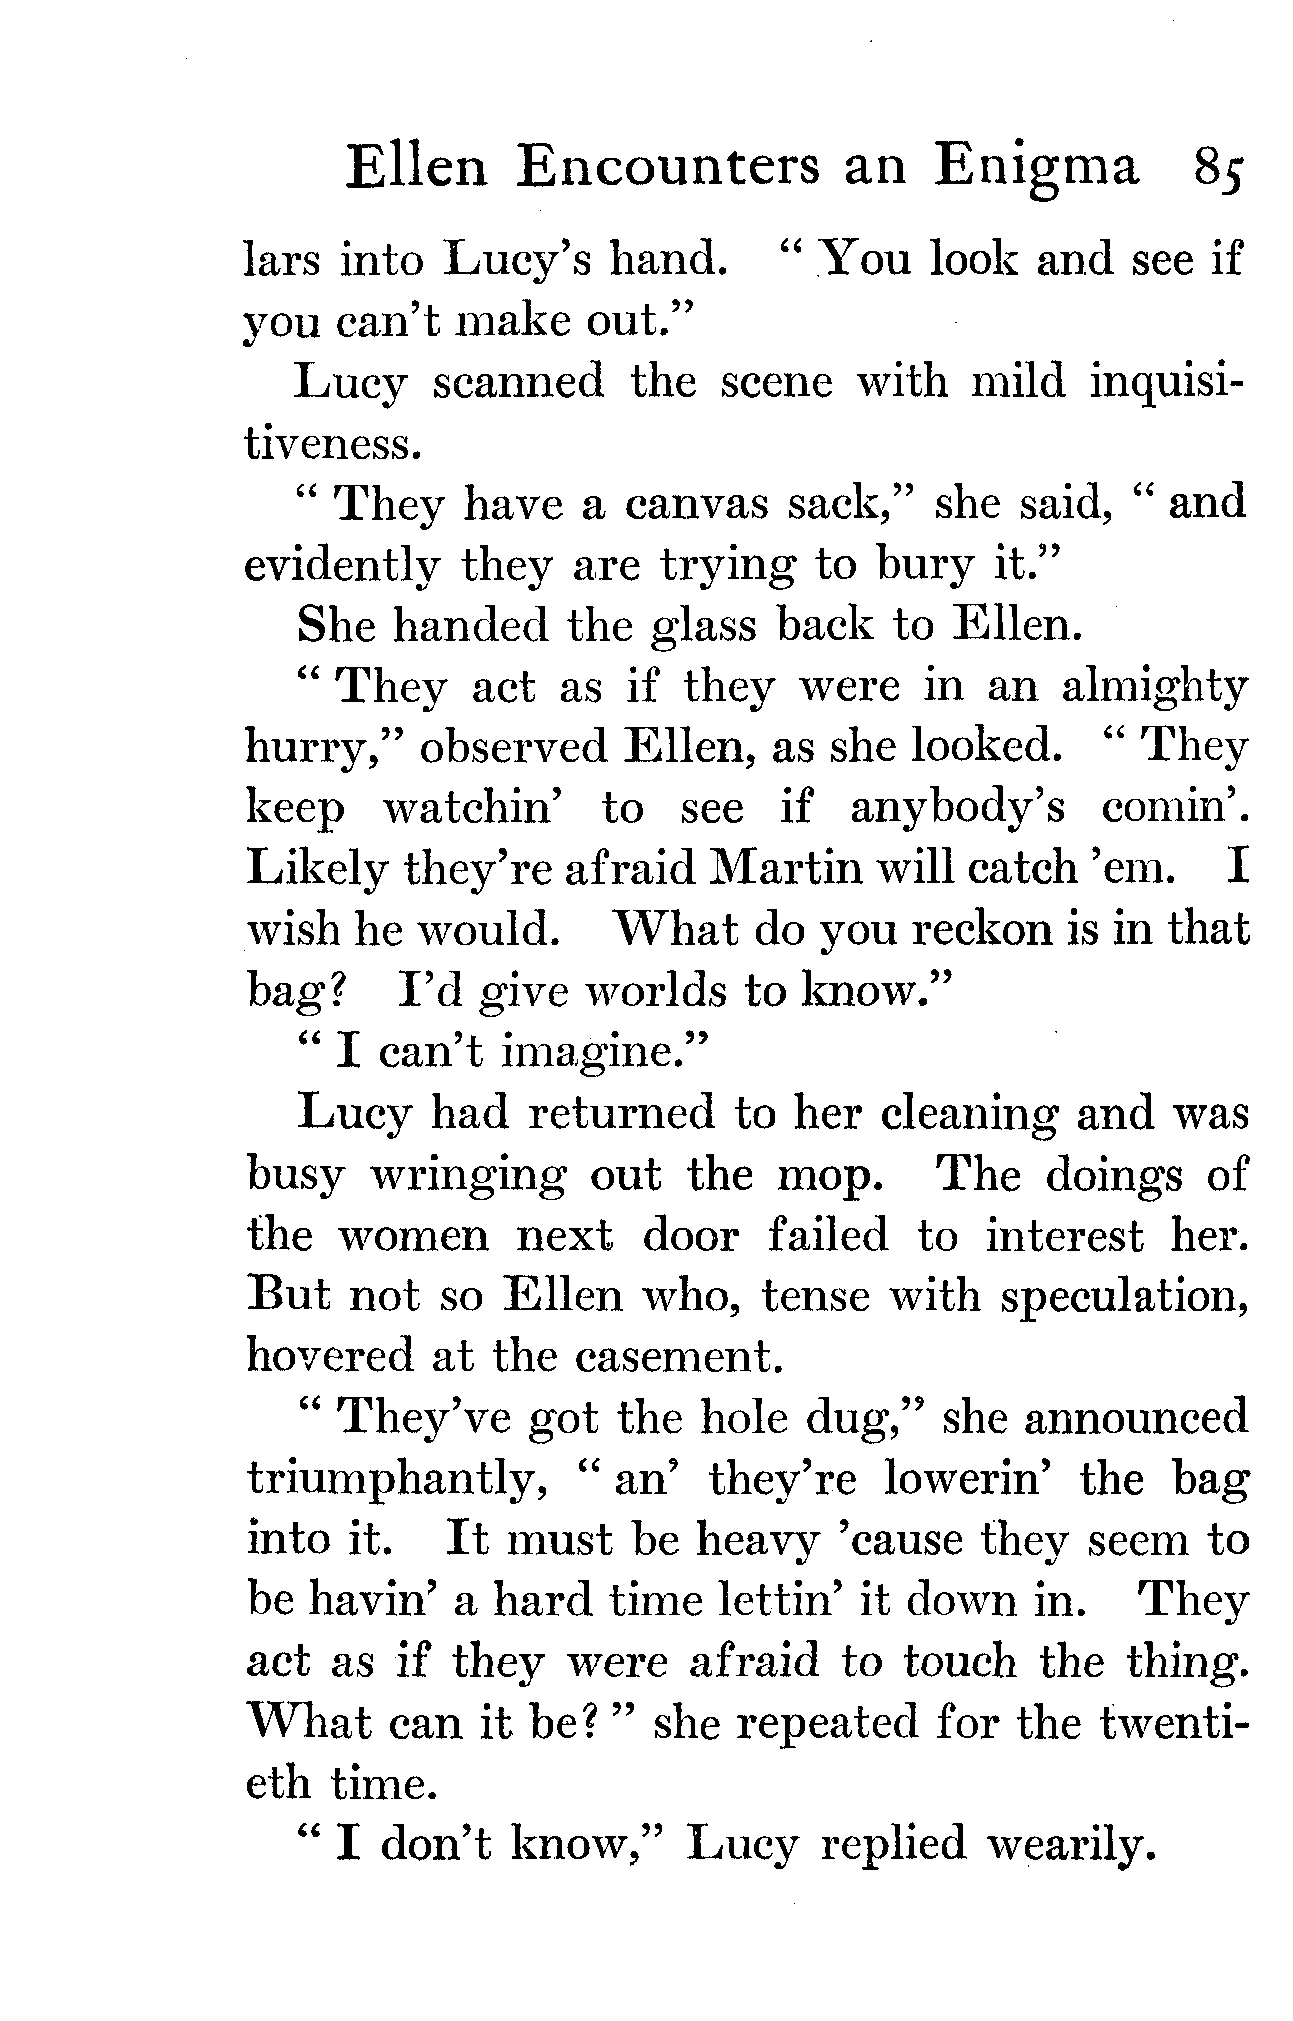 Ellen Encounters an Enigma 85
lars into Lucy's hand. " You look and see if
you can't make out."
Lucy scanned the scene with mild inquisi-
tiveness.
" They have a canvas sack," she said, " and
evidently they are trying to bury it."
She handed the glass back to Ellen.
" They act as if they were in an almighty
hurry," observed Ellen, as she looked. " They
keep watchin' to see if anybody's comin'.
Likely they're afraid Martin will catch 'em. I
wish he would. What do you reckon is in that
bag? I'd give worlds to know."
" I can't imagine."
Lucy had returned to her cleaning and was
busy wringing out the mop. The doings of
the women next door failed to interest her.
But not so Ellen who, tense with speculation,
hovered at the casement.
" They've got the hole dug," she announced
triumphantly, " an' they're lowerin' the bag
into it. It must be heavy 'cause they seem to
be havin' a hard time lettin' it down in. They
act as if they were afraid to touch the thing.
What can it be? " she repeated for the twenti-
eth time.
" I don't know," Lucy replied wearily.